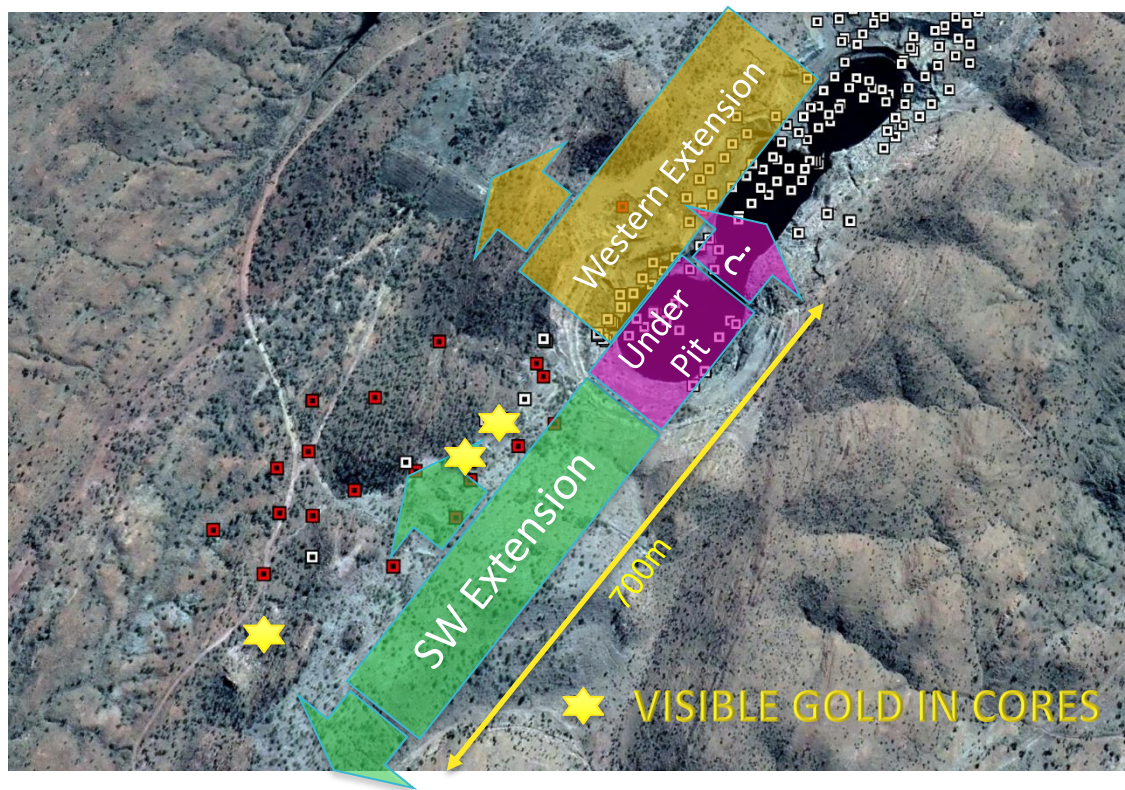 Western Extension
?
Under
Pit
SW Extension
700m
VISIBLE GOLD IN CORES